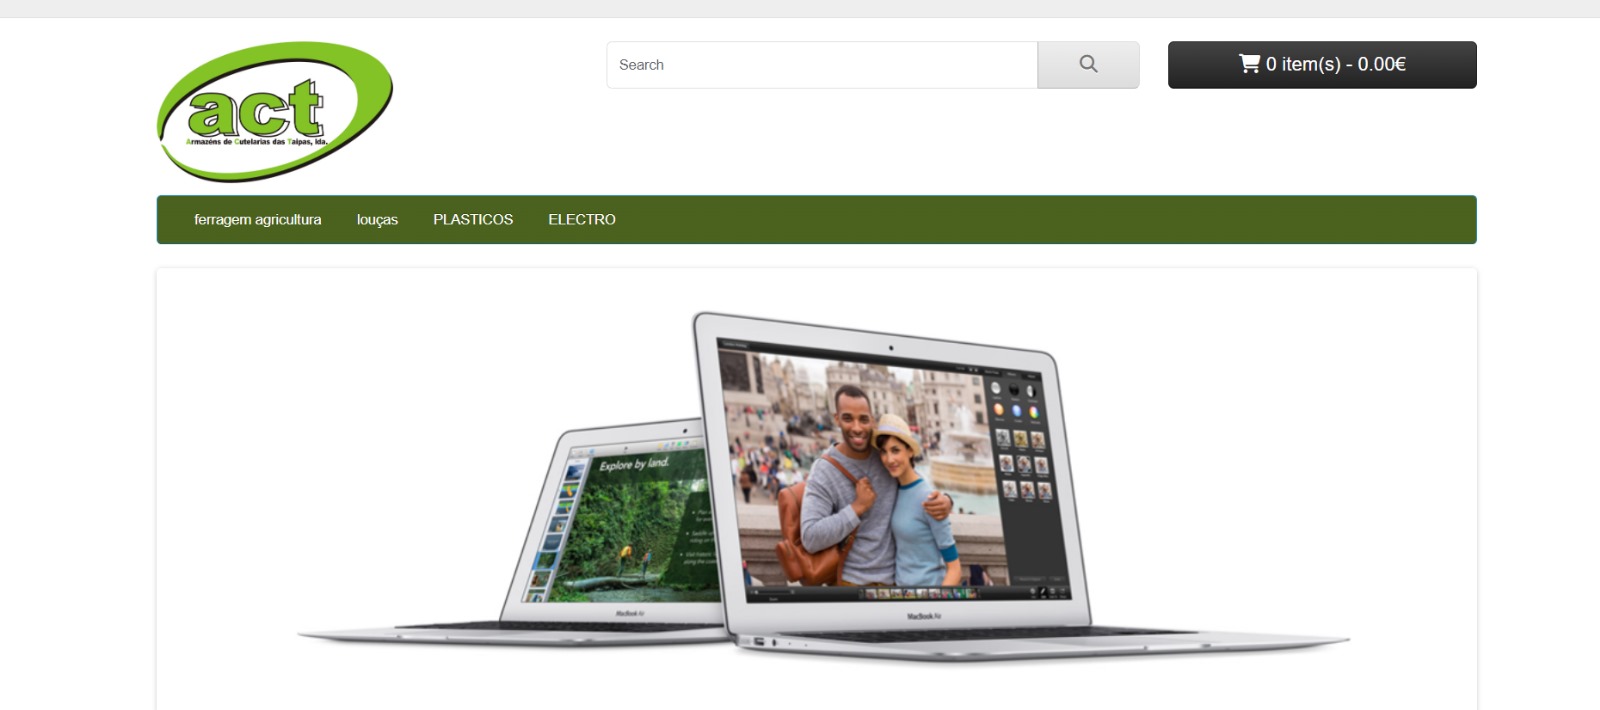 act
Armazéns de Cutelarias das Taipas, lda.
Search
0 item(s) - 0.00€
ferragem agricultura
louças
PLASTICOS
ELECTRO
Explore by land.
MacBook Air
MacBook Air